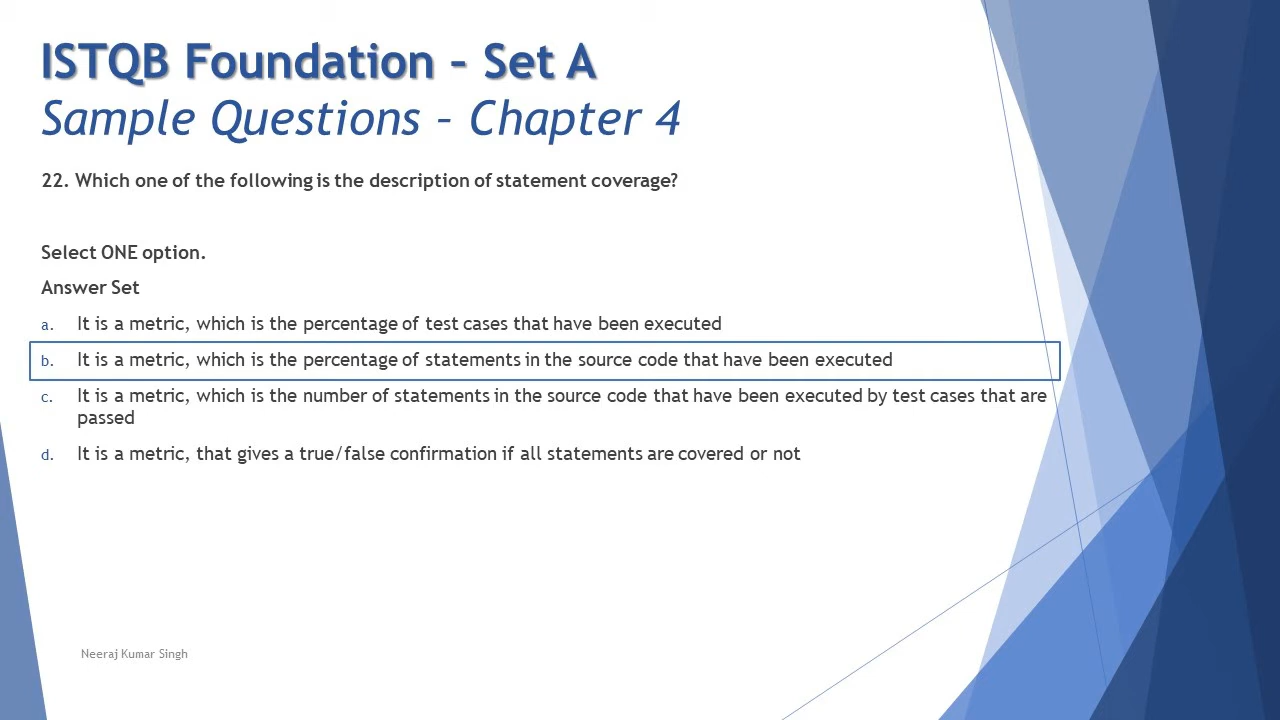 ISTQB Foundation – Set A
Sample Questions – Chapter 4
22. Which one of the following is the description of statement coverage?
Select ONE option.
Answer Set
a. It is a metric, which is the percentage of test cases that have been executed
b. It is a metric, which is the percentage of statements in the source code that have been executed
c. It is a metric, which is the number of statements in the source code that have been executed by test cases that are
passed
d. It is a metric, that gives a true/false confirmation if all statements are covered or not
Neeraj Kumar Singh